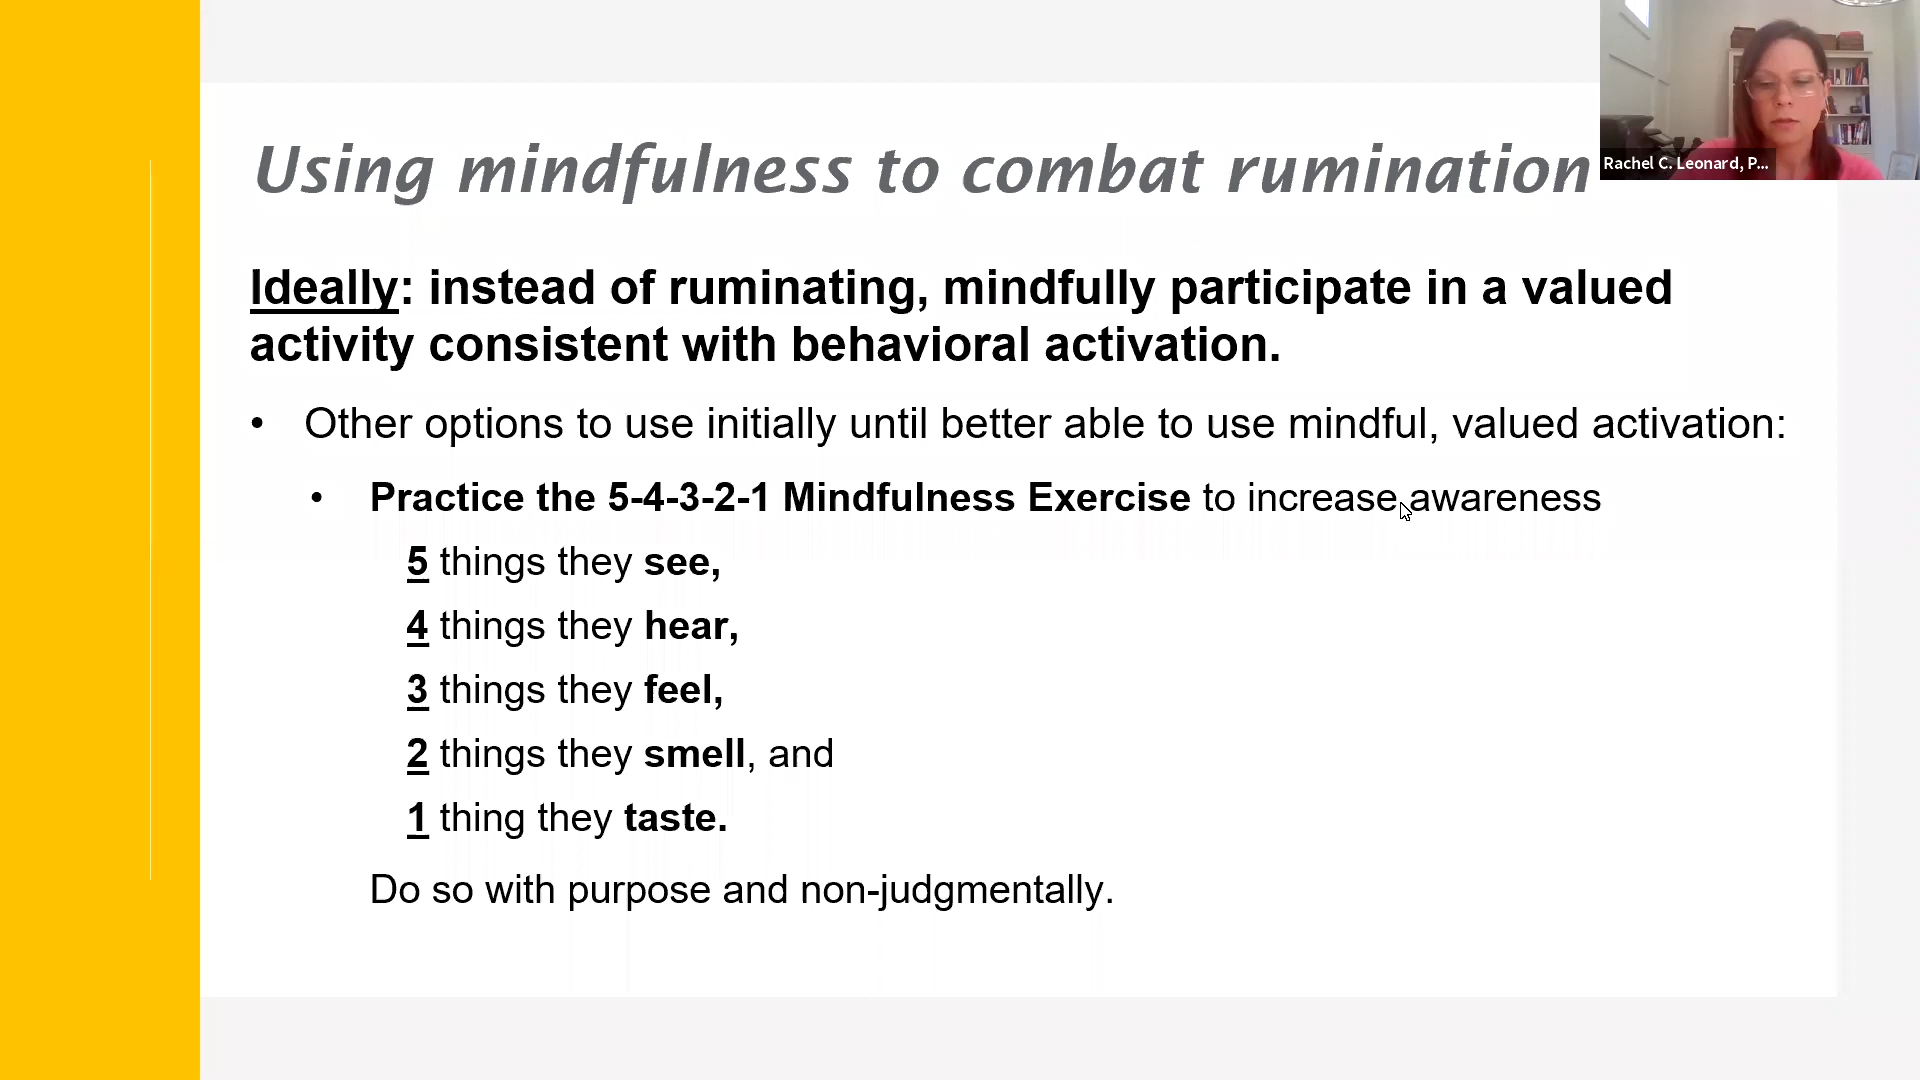 Using mindfulness to combat rumination
Rachel C. Leonard, P...
Ideally: instead of ruminating, mindfully participate in a valued
activity consistent with behavioral activation.
• Other options to use initially until better able to use mindful, valued activation:
• Practice the 5-4-3-2-1 Mindfulness Exercise to increase awareness
5 things they see,
4 things they hear,
3 things they feel,
2 things they smell, and
1 thing they taste.
Do so with purpose and non-judgmentally.